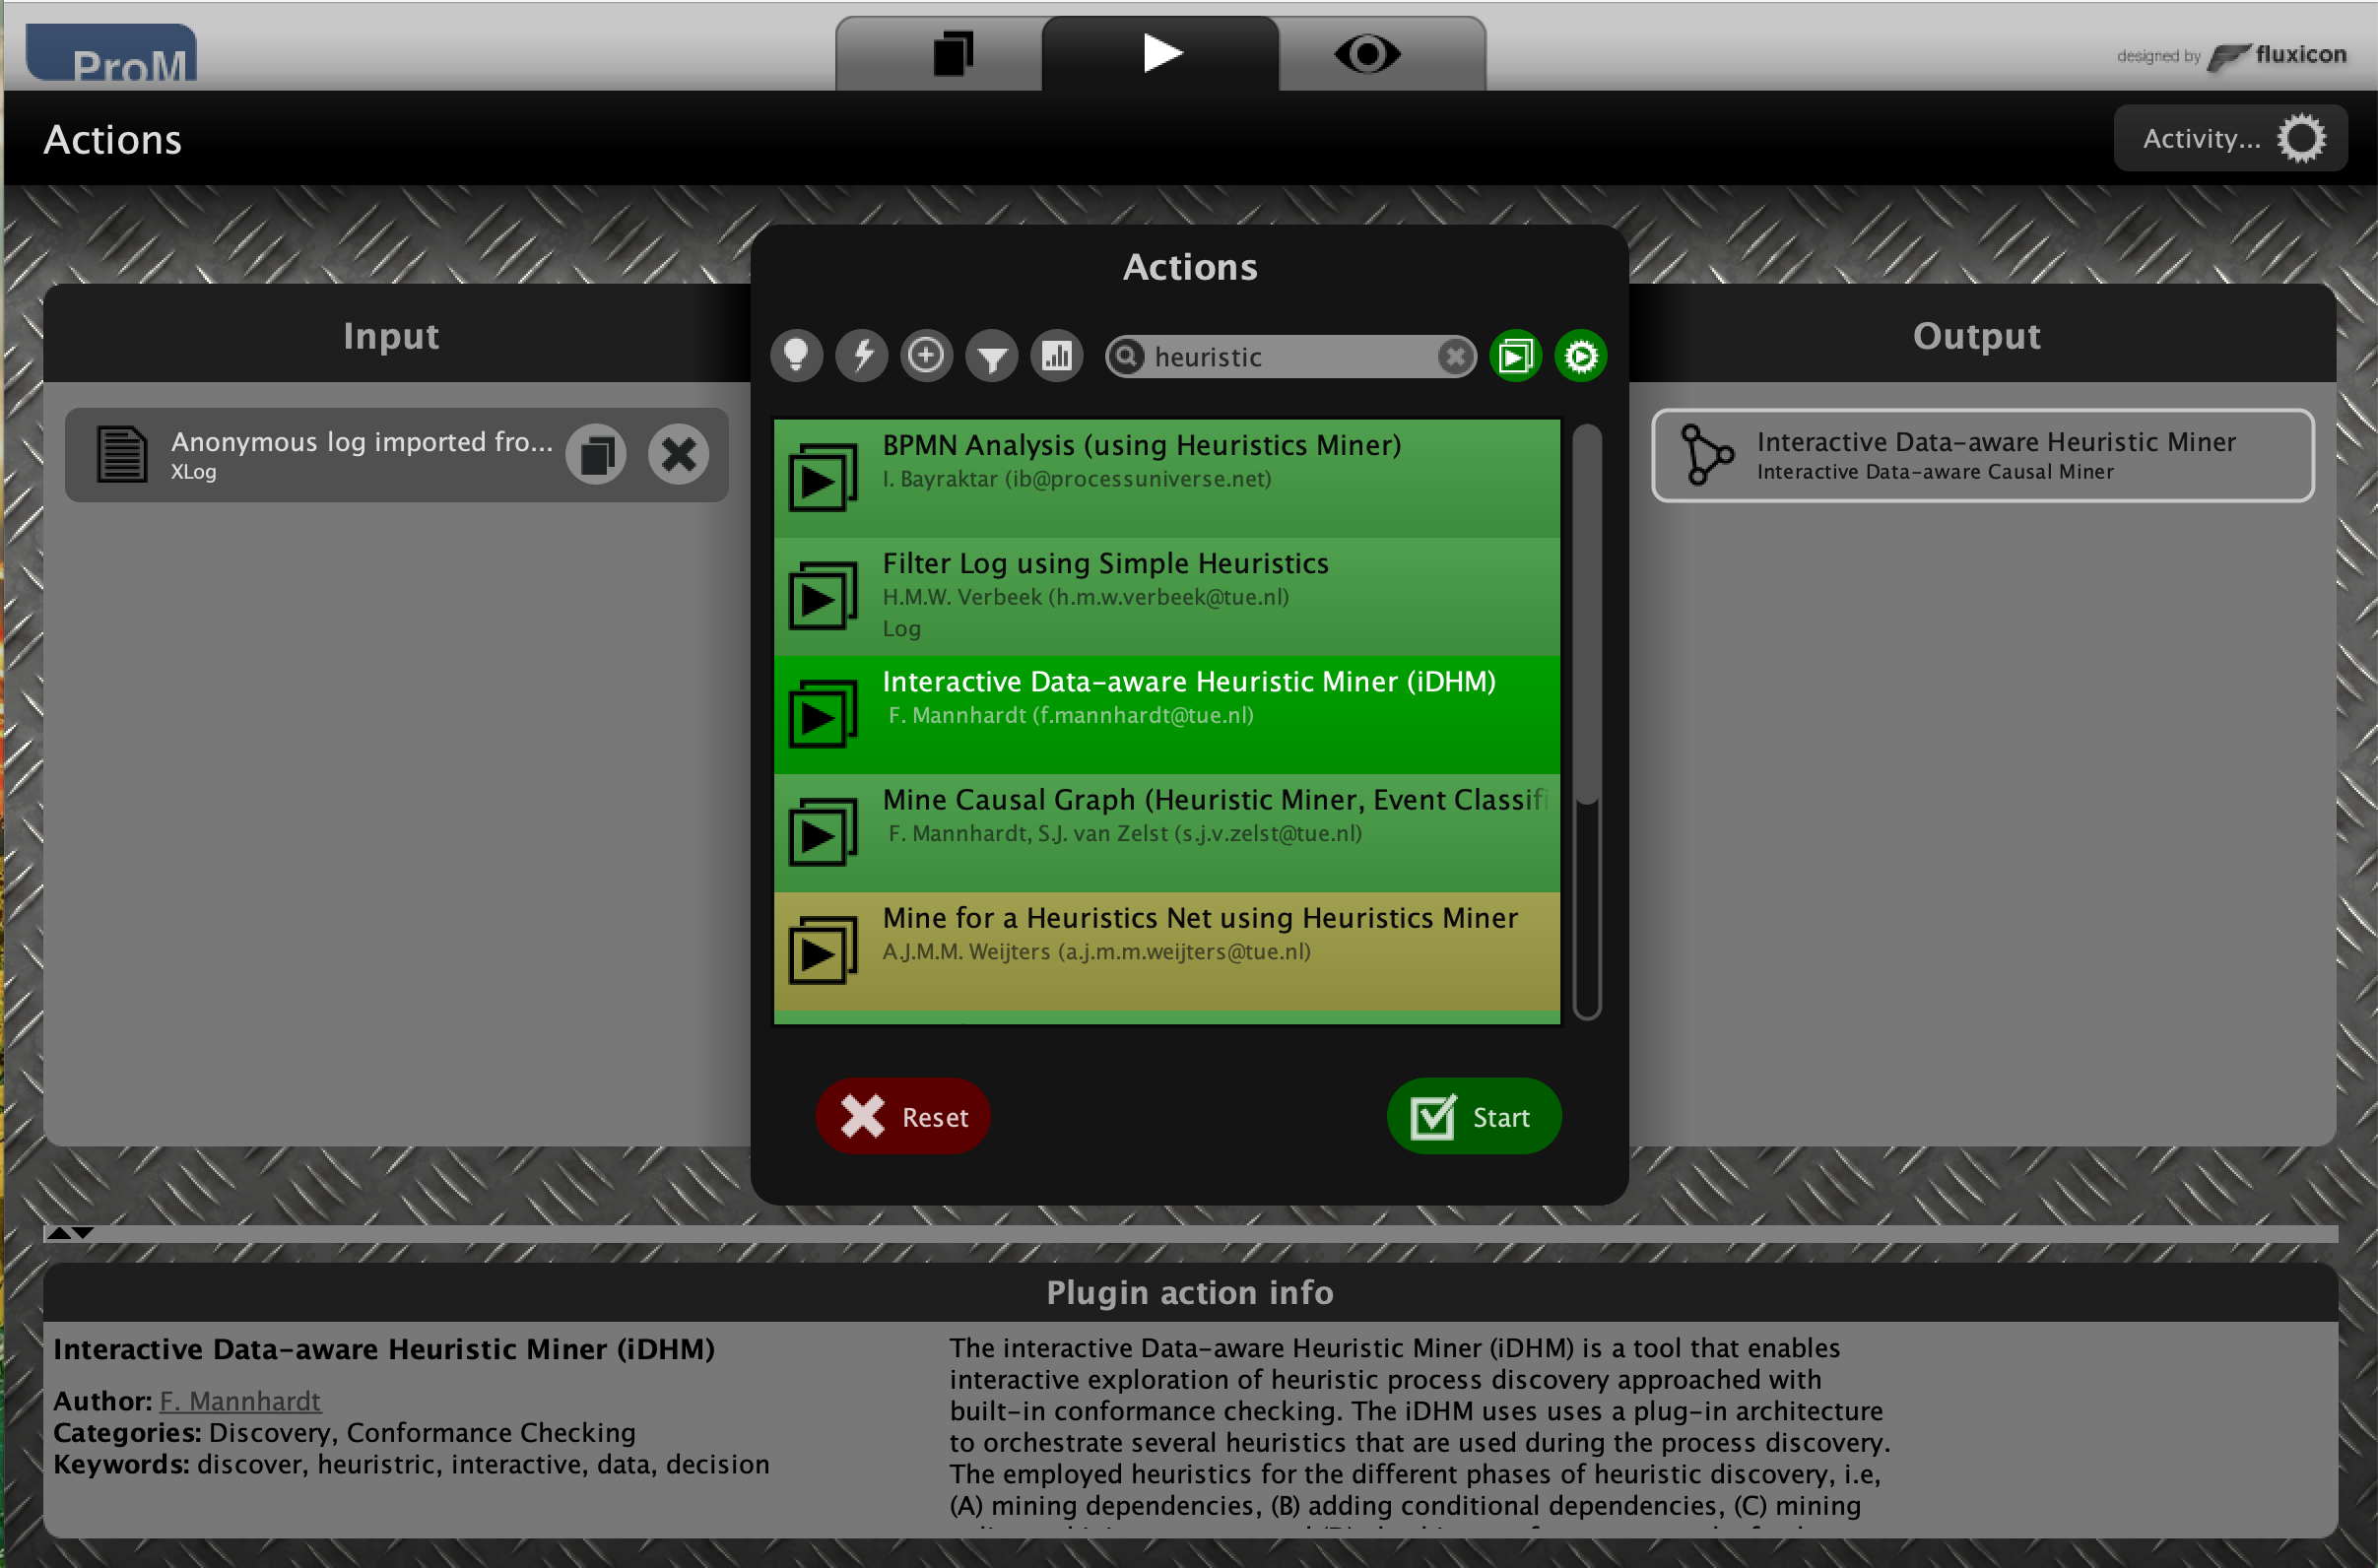 ProM
designed by fluxicon
Actions
Activity...
Actions
Input
heuristic
Output
Anonymous log imported fro...
XLog
BPMN Analysis (using Heuristics Miner)
I. Bayraktar (ib@processuniverse.net)
Filter Log using Simple Heuristics
H.M.W. Verbeek (h.m.w.verbeek@tue.nl)
Log
Interactive Data-aware Heuristic Miner (iDHM)
F. Mannhardt (f.mannhardt@tue.nl)
Mine Causal Graph (Heuristic Miner, Event Classifi
F. Mannhardt, S.J. van Zelst (s.j.v.zelst@tue.nl)
Mine for a Heuristics Net using Heuristics Miner
A.J.M.M. Weijters (a.j.m.m.weijters@tue.nl)
Interactive Data-aware Heuristic Miner
Interactive Data-aware Causal Miner
Reset
Start
Plugin action info
Interactive Data-aware Heuristic Miner (iDHM)
Author: F. Mannhardt
Categories: Discovery, Conformance Checking
Keywords: discover, heuristric, interactive, data, decision
The interactive Data-aware Heuristic Miner (iDHM) is a tool that enables
interactive exploration of heuristic process discovery approached with
built-in conformance checking. The iDHM uses uses a plug-in architecture
to orchestrate several heuristics that are used during the process discovery.
The employed heuristics for the different phases of heuristic discovery, i.e,
(A) mining dependencies, (B) adding conditional dependencies, (C) mining